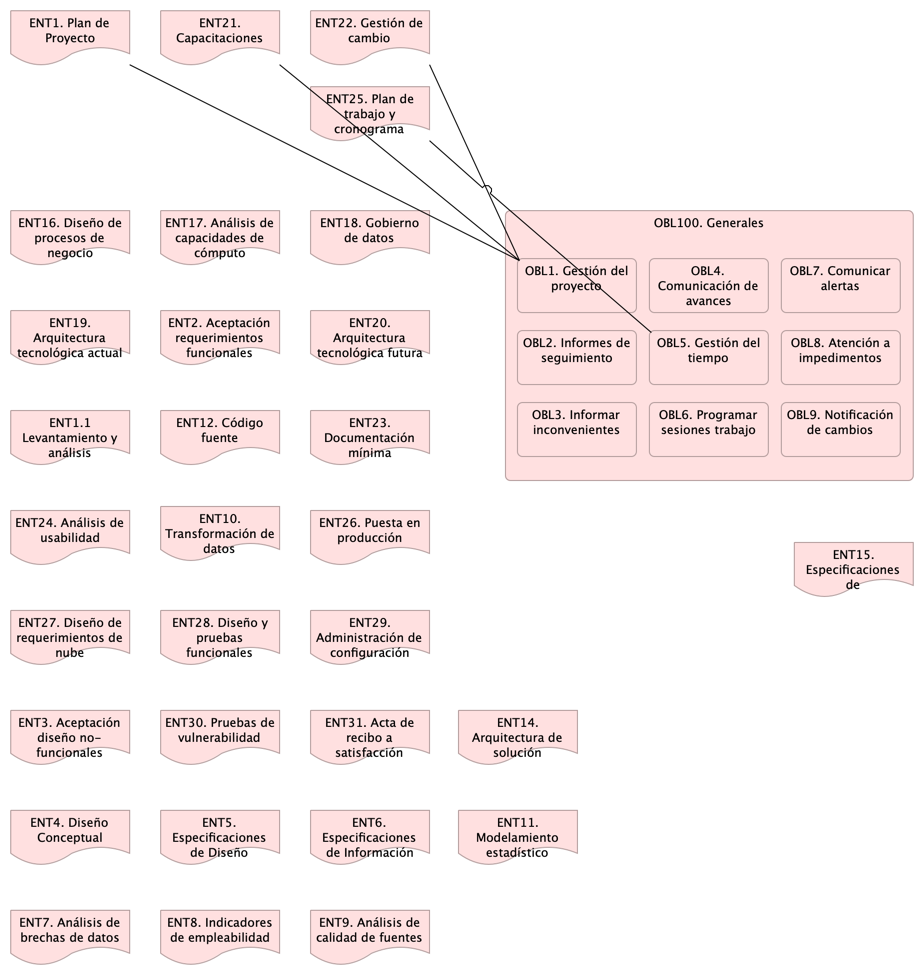 ENT1. Plan de
Proyecto
ENT21.
Capacitaciones
ENT22. Gestión de
cambio
ENT25. Plan de
trabajo y
cronograma
ENT16. Diseño de
procesos de
negocio
ENT17. Análisis de
capacidades de
cómputo
ENT18. Gobierno
de datos
OBL100. Generales
OBL1. Gestión del
proyecto
OBL4.
Comunicación de
avances
OBL7. Comunicar
alertas
ENT19.
Arquitectura
tecnológica actual
ENT2. Aceptación
requerimientos
funcionales
ENT20.
Arquitectura
tecnológica futura
OBL2. Informes de
seguimiento
OBL5. Gestión del
tiempo
OBL8. Atención a
impedimentos
ENT1.1
Levantamiento y
análisis
ENT12. Código
fuente
ENT23.
Documentación
mínima
OBL3. Informar
inconvenientes
OBL6. Programar
sesiones trabajo
OBL9. Notificación
de cambios
ENT24. Análisis de
usabilidad
ENT10.
Transformación de
datos
ENT26. Puesta en
producción
ENT15.
Especificaciones
de
ENT27. Diseño de
requerimientos de
nube
ENT28. Diseño y
pruebas
funcionales
ENT29.
Administración de
configuración
ENT3. Aceptación
diseño no-
funcionales
ENT30. Pruebas de
vulnerabilidad
ENT31. Acta de
recibo a
satisfacción
ENT14.
Arquitectura de
solución
ENT4. Diseño
Conceptual
ENT5.
Especificaciones
de Diseño
ENT6.
Especificaciones
de Información
ENT11.
Modelamiento
estadístico
ENT7. Análisis de
brechas de datos
ENT8. Indicadores
de empleabilidad
ENT9. Análisis de
calidad de fuentes